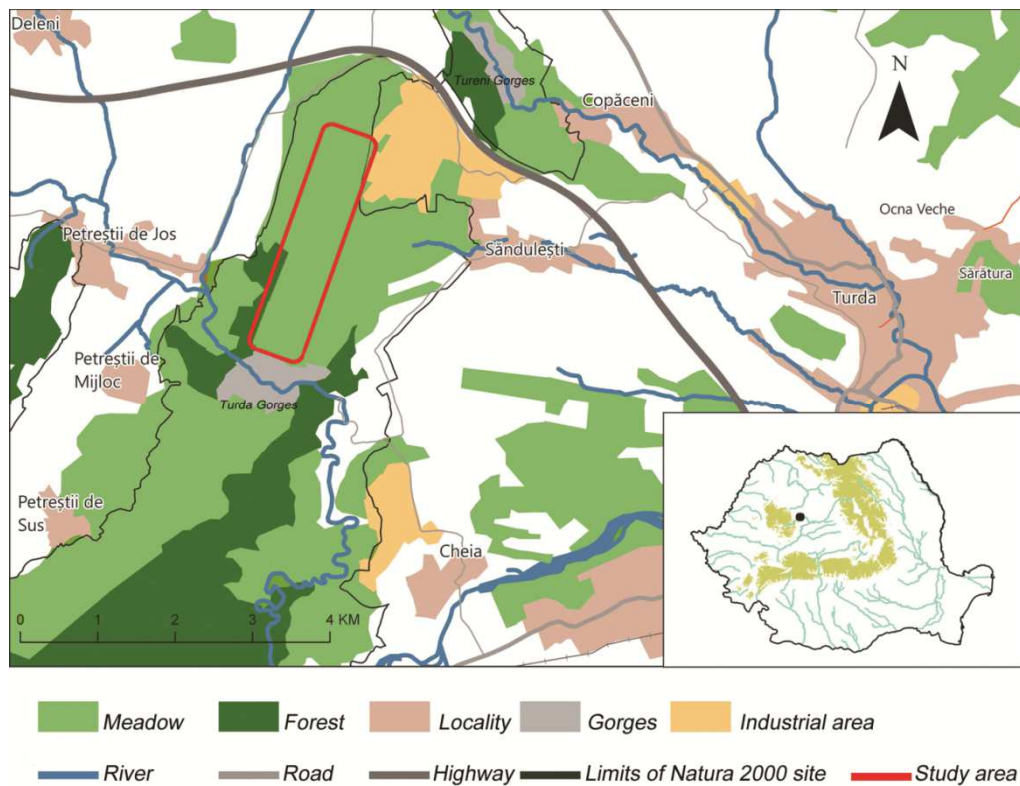 Deleni
Tureni Gorges
Copăceni
N
Ocna Veche
Petreștii de Jos
Săndulești
Sărătura
Turda
Petreștii de
Mijloc
Turda Gorges
Petreștii de
Sus
Cheia
0 1 2 3 4 KM
Meadow Forest Locality Gorges Industrial area
River Road Highway Limits of Natura 2000 site Study area